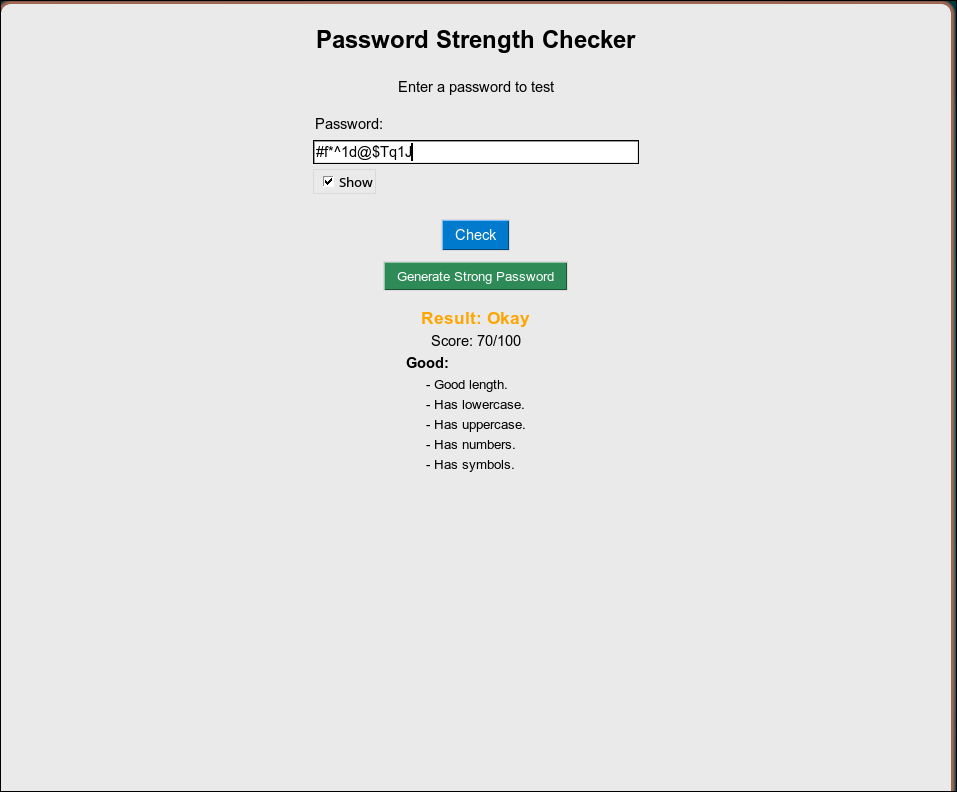 Password Strength Checker
Enter a password to test
Password:
#f*^1d@$Tq1J
Show
Check
Generate Strong Password
Result: Okay
Score: 70/100
Good:
- Good length.
- Has lowercase.
- Has uppercase.
- Has numbers.
- Has symbols.